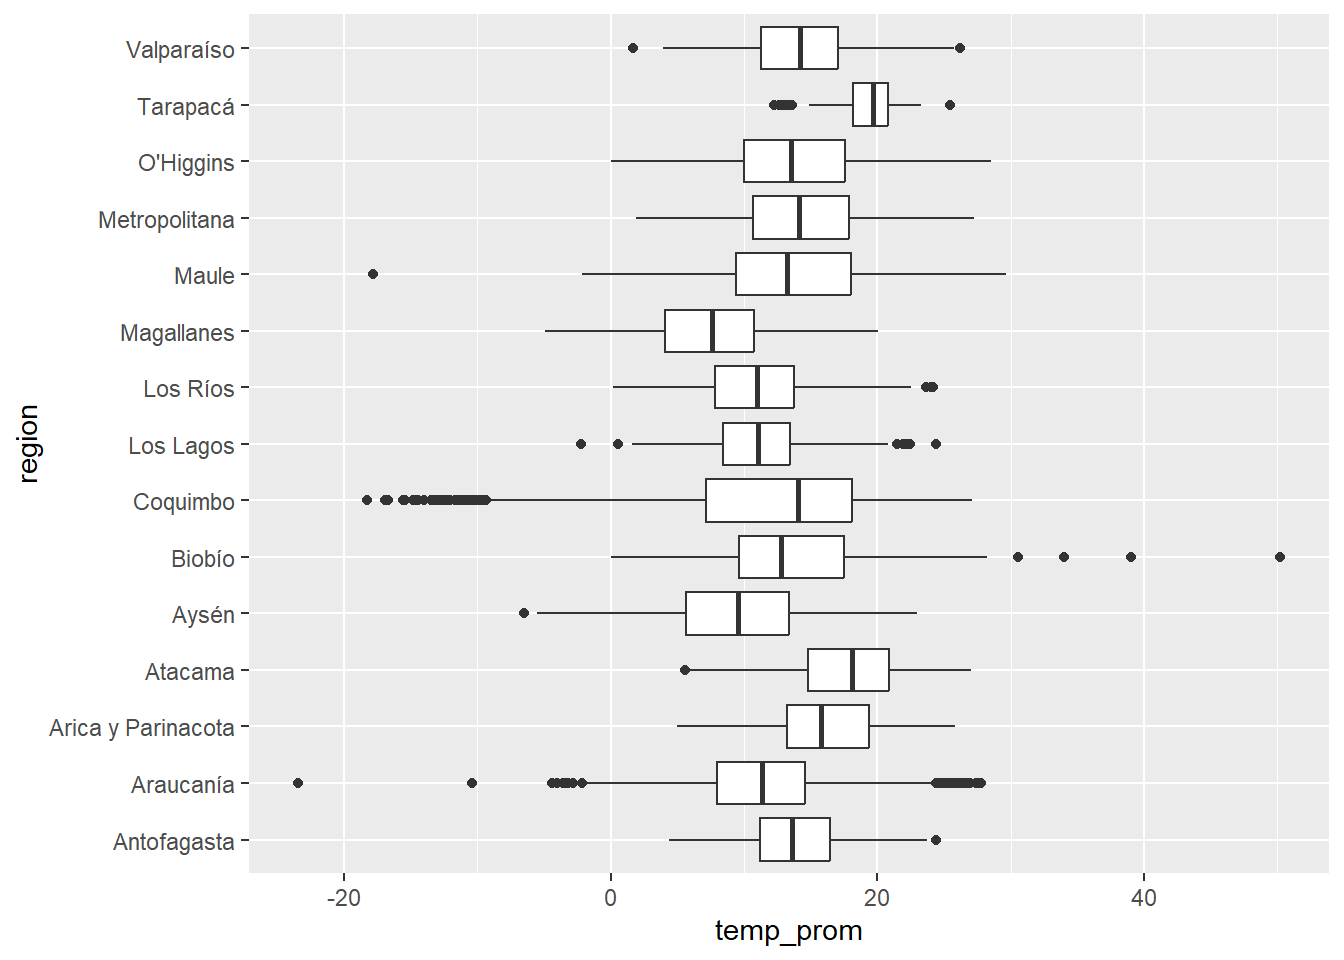 Valparaíso
Tarapacá
O'Higgins
Metropolitana
Maule
Magallanes
Los Ríos
Los Lagos
Coquimbo
Biobío
Aysén
Atacama
Arica y Parinacota
Araucanía
Antofagasta
region
-20 0 20 40
temp_prom